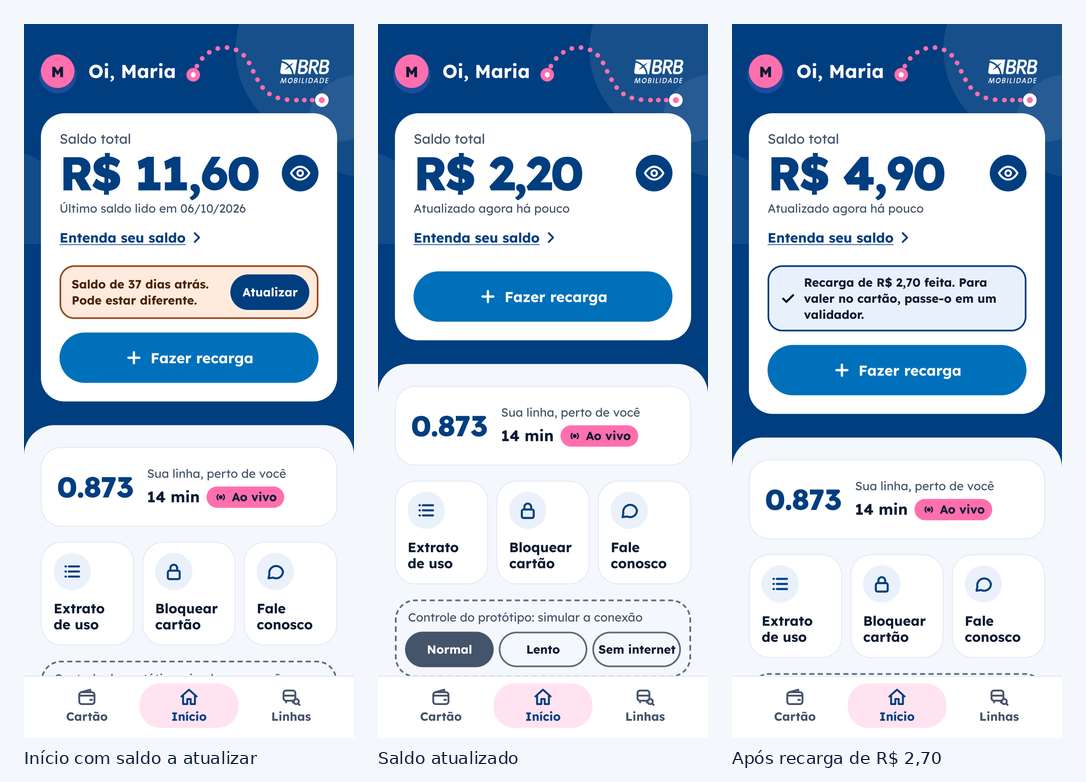 M
Oi, Maria
BRB
MOBILIDADE
Saldo total
R$ 11,60
Último saldo lido em 06/10/2026
Entenda seu saldo
Saldo de 37 dias atrás.
Pode estar diferente.
Atualizar
Fazer recarga
0.873
Sua linha, perto de você
14 min
Ao vivo
Extrato
de uso
Bloquear
cartão
Fale
conosco
Cartão
Início
Linhas
Início com saldo a atualizar
M
Oi, Maria
BRB
MOBILIDADE
Saldo total
R$ 2,20
Atualizado agora há pouco
Entenda seu saldo
Fazer recarga
0.873
Sua linha, perto de você
14 min
Ao vivo
Extrato
de uso
Bloquear
cartão
Fale
conosco
Controle do protótipo: simular a conexão
Normal
Lento
Sem internet
Cartão
Início
Linhas
Saldo atualizado
M
Oi, Maria
BRB
MOBILIDADE
Saldo total
R$ 4,90
Atualizado agora há pouco
Entenda seu saldo
Recarga de R$ 2,70 feita. Para
valer no cartão, passe-o em um
validador.
Fazer recarga
0.873
Sua linha, perto de você
14 min
Ao vivo
Extrato
de uso
Bloquear
cartão
Fale
conosco
Cartão
Início
Linhas
Após recarga de R$ 2,70